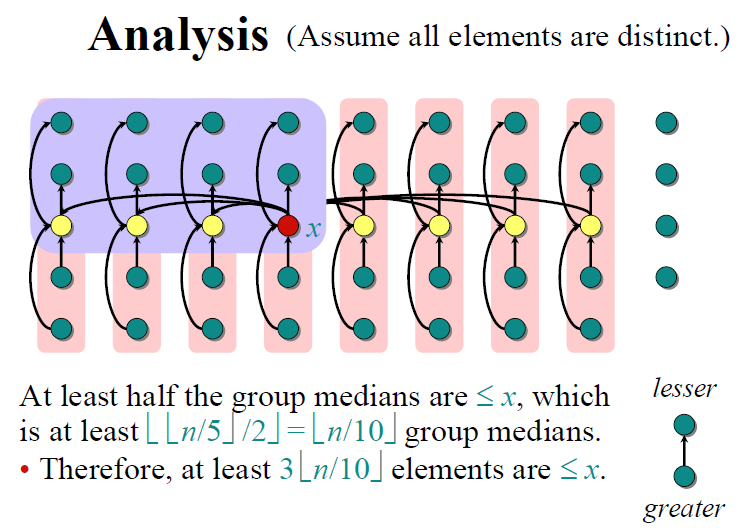 Analysis (Assume all elements are distinct.)
x
At least half the group medians are ≤ x, which
is at least ⌊ ⌊n/5⌋ /2⌋ = ⌊n/10⌋ group medians.
• Therefore, at least 3⌊n/10⌋ elements are ≤ x.
lesser
greater